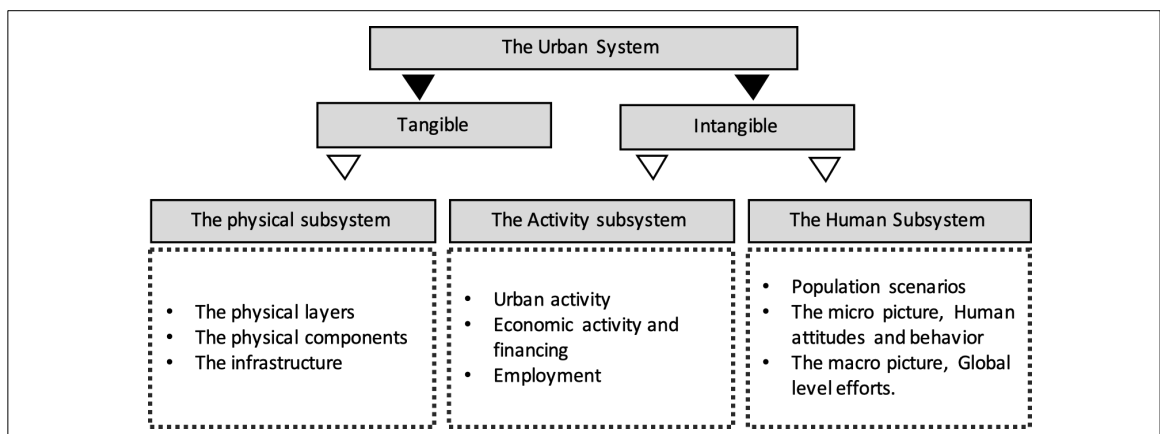 The Urban System
Tangible
Intangible
The physical subsystem
The Activity subsystem
The Human Subsystem
• The physical layers
• The physical components
• The infrastructure
• Urban activity
• Economic activity and
financing
• Employment
• Population scenarios
• The micro picture, Human
attitudes and behavior
• The macro picture, Global
level efforts.